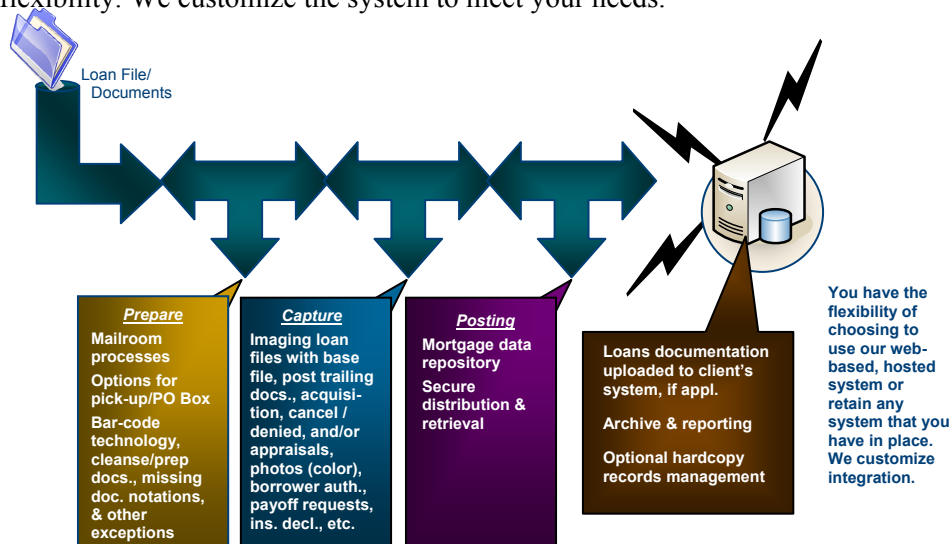 flexibility. We customize the system to meet your needs.
Loan File/
Documents
Prepare
Mailroom
processes
Options for
pick-up/PO Box
Bar-code
technology,
cleanse/prep
docs., missing
doc. notations,
& other
exceptions
Capture
Imaging loan
files with base
file, post trailing
docs., acquisi-
tion, cancel /
denied, and/or
appraisals,
photos (color),
borrower auth.,
payoff requests,
ins. decl., etc.
Posting
Mortgage data
repository
Secure
distribution &
retrieval
Loans documentation
uploaded to client's
system, if appl.
Archive & reporting
Optional hardcopy
records management
You have the
flexibility of
choosing to
use our web-
based, hosted
system or
retain any
system that you
have in place.
We customize
integration.